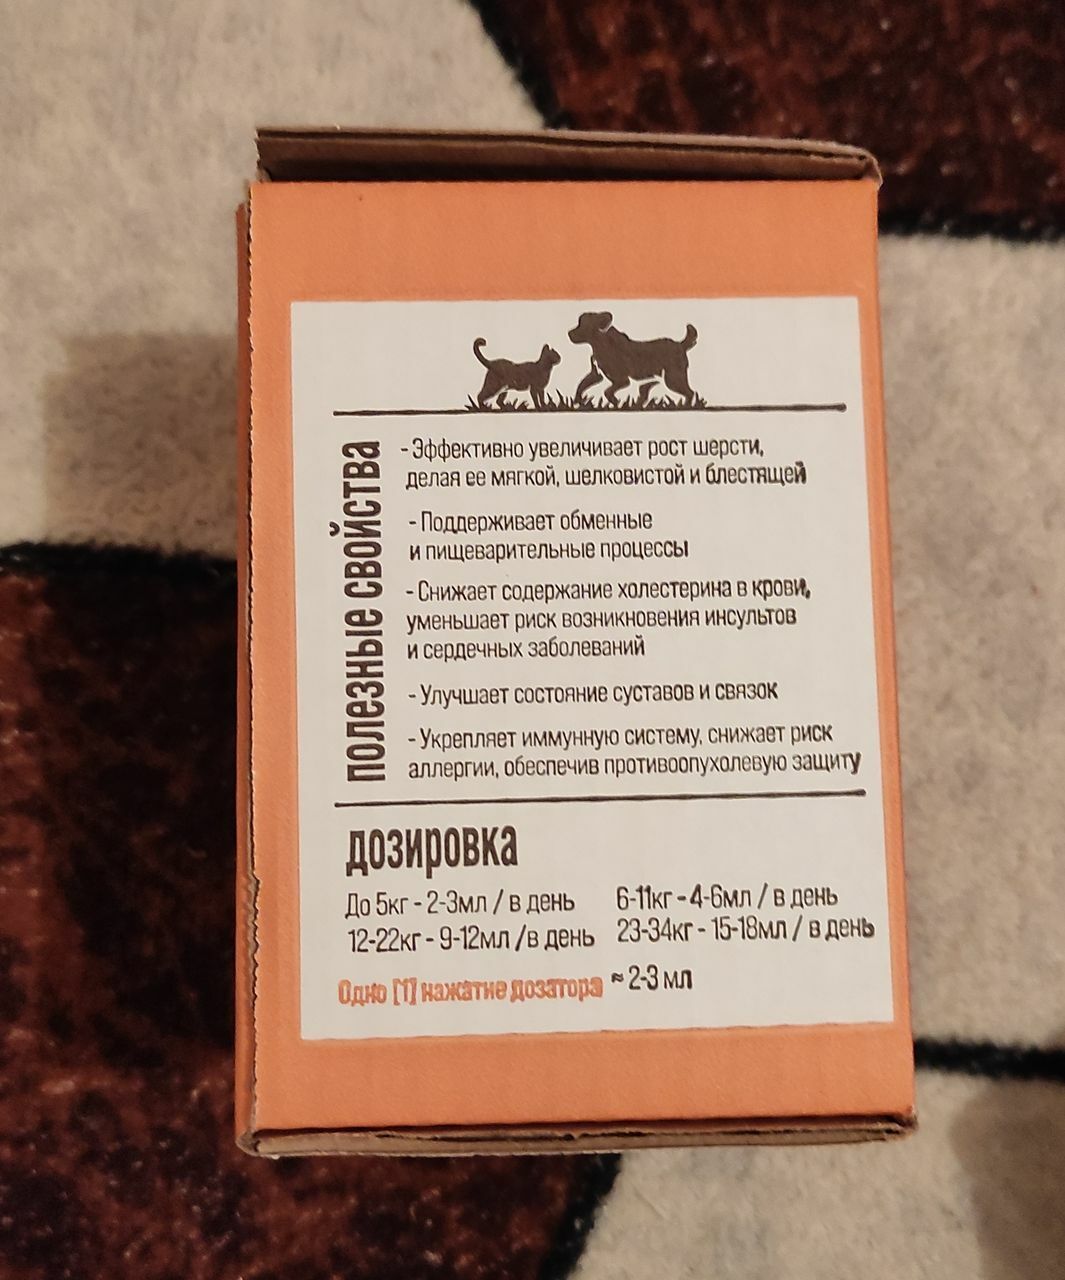 полезные свойства
- Эффективно увеличивает рост шерсти,
делая ее мягкой, шелковистой и блестящей
- Поддерживает обменные
и пищеварительные процессы
- Снижает содержание холестерина в крови,
уменьшает риск возникновения инсультов
и сердечных заболеваний
- Улучшает состояние суставов и связок
- Укрепляет иммунную систему, снижает риск
аллергии, обеспечив противоопухолевую защиту
дозировка
До 5кг - 2-3мл / в день
6-11кг - 4-6мл / в день
12-22кг - 9-12мл /в день
23-34кг - 15-18мл / в день
Одно [1] нажатие дозатора ≈ 2-3 мл